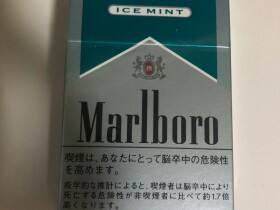 ICE MINT
Marlboro
喫煙は、あなたにとって脳卒中の危険性
を高めます。
疫学的な推計によると、喫煙者は脳卒中により
死亡する危険性が非喫煙者に比べて約1.7倍
高くなります。